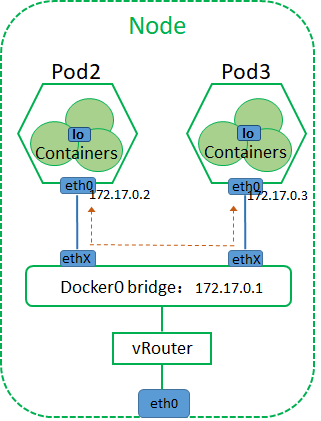 Node
Pod2
Pod3
lo
Containers
lo
Containers
eth0
172.17.0.2
eth0
172.17.0.3
ethX
ethX
Docker0 bridge：172.17.0.1
vRouter
eth0